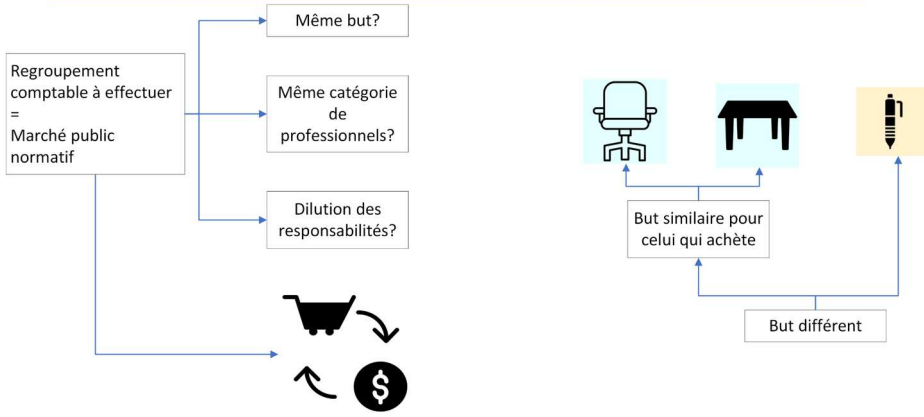 Même but?
Regroupement
comptable à effectuer
=
Marché public
normatif
Même catégorie
de
professionnels?
Dilution des
responsabilités?
$
But similaire pour
celui qui achète
But différent